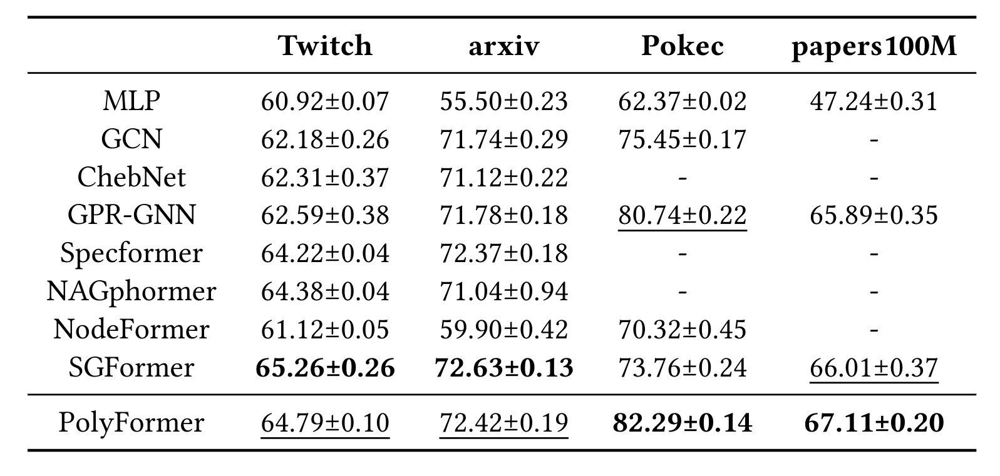 Twitch arxiv Pokec papers100M
MLP 60.92±0.07 55.50±0.23 62.37±0.02 47.24±0.31
GCN 62.18±0.26 71.74±0.29 75.45±0.17 -
ChebNet 62.31±0.37 71.12±0.22 - -
GPR-GNN 62.59±0.38 71.78±0.18 80.74±0.22 65.89±0.35
Specformer 64.22±0.04 72.37±0.18 - -
NAGphormer 64.38±0.04 71.04±0.94 - -
NodeFormer 61.12±0.05 59.90±0.42 70.32±0.45 -
SGFormer 65.26±0.26 72.63±0.13 73.76±0.24 66.01±0.37
PolyFormer 64.79±0.10 72.42±0.19 82.29±0.14 67.11±0.20